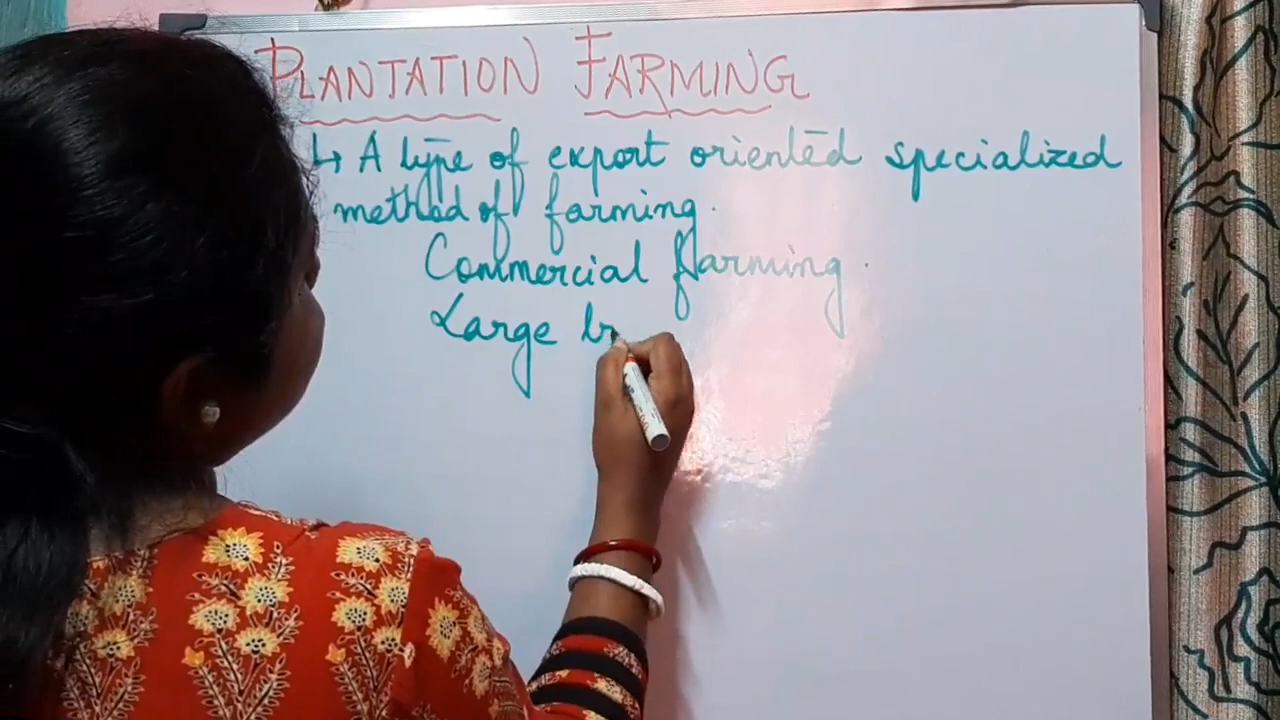 PLANTATION FARMING
↳ A type of export oriented specialized
method of farming.
Commercial farming.
Large